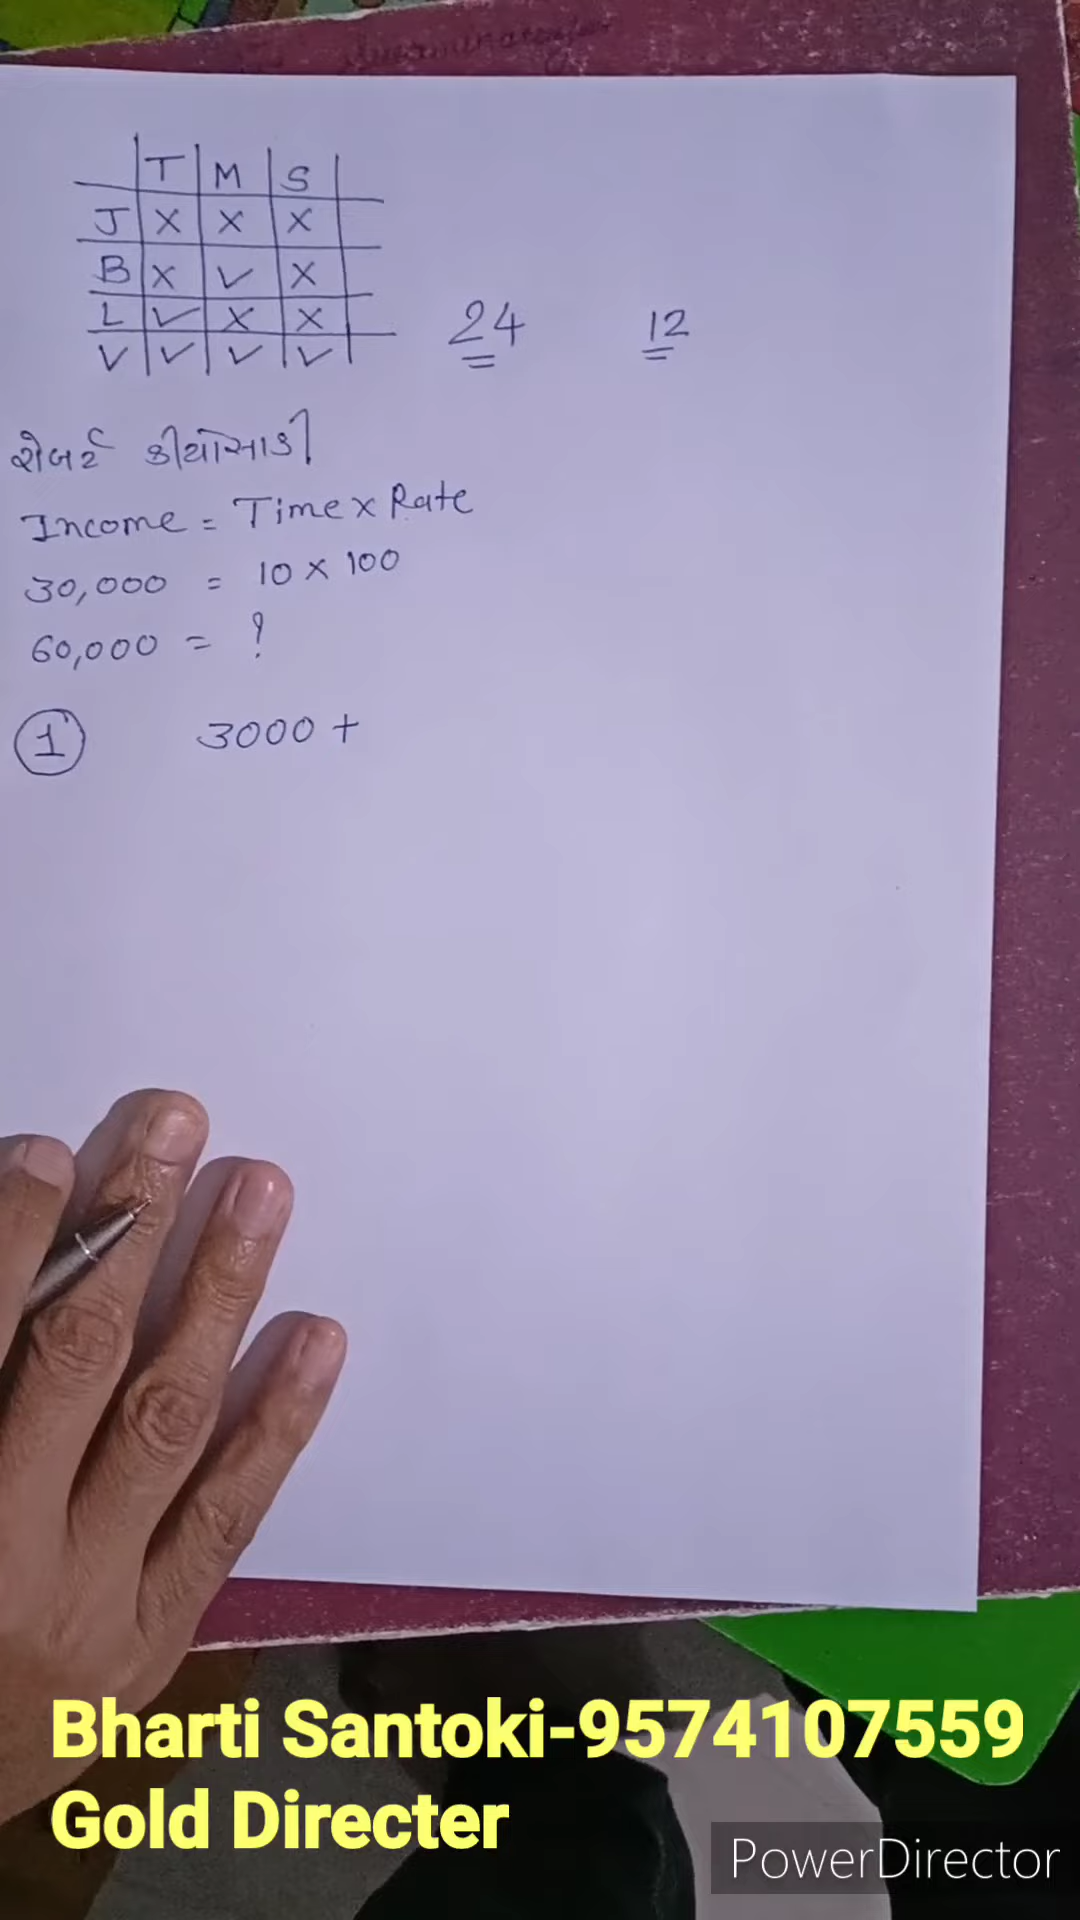 T M S
J X X X
B X ✓ X
L ✓ X X
V ✓ ✓ ✓
24 12
રોબર્ટ કીયોસાકી
Income = Time x Rate
30,000 = 10 x 100
60,000 = ?
1 3000 +
Bharti Santoki-9574107559
Gold Directer
PowerDirector